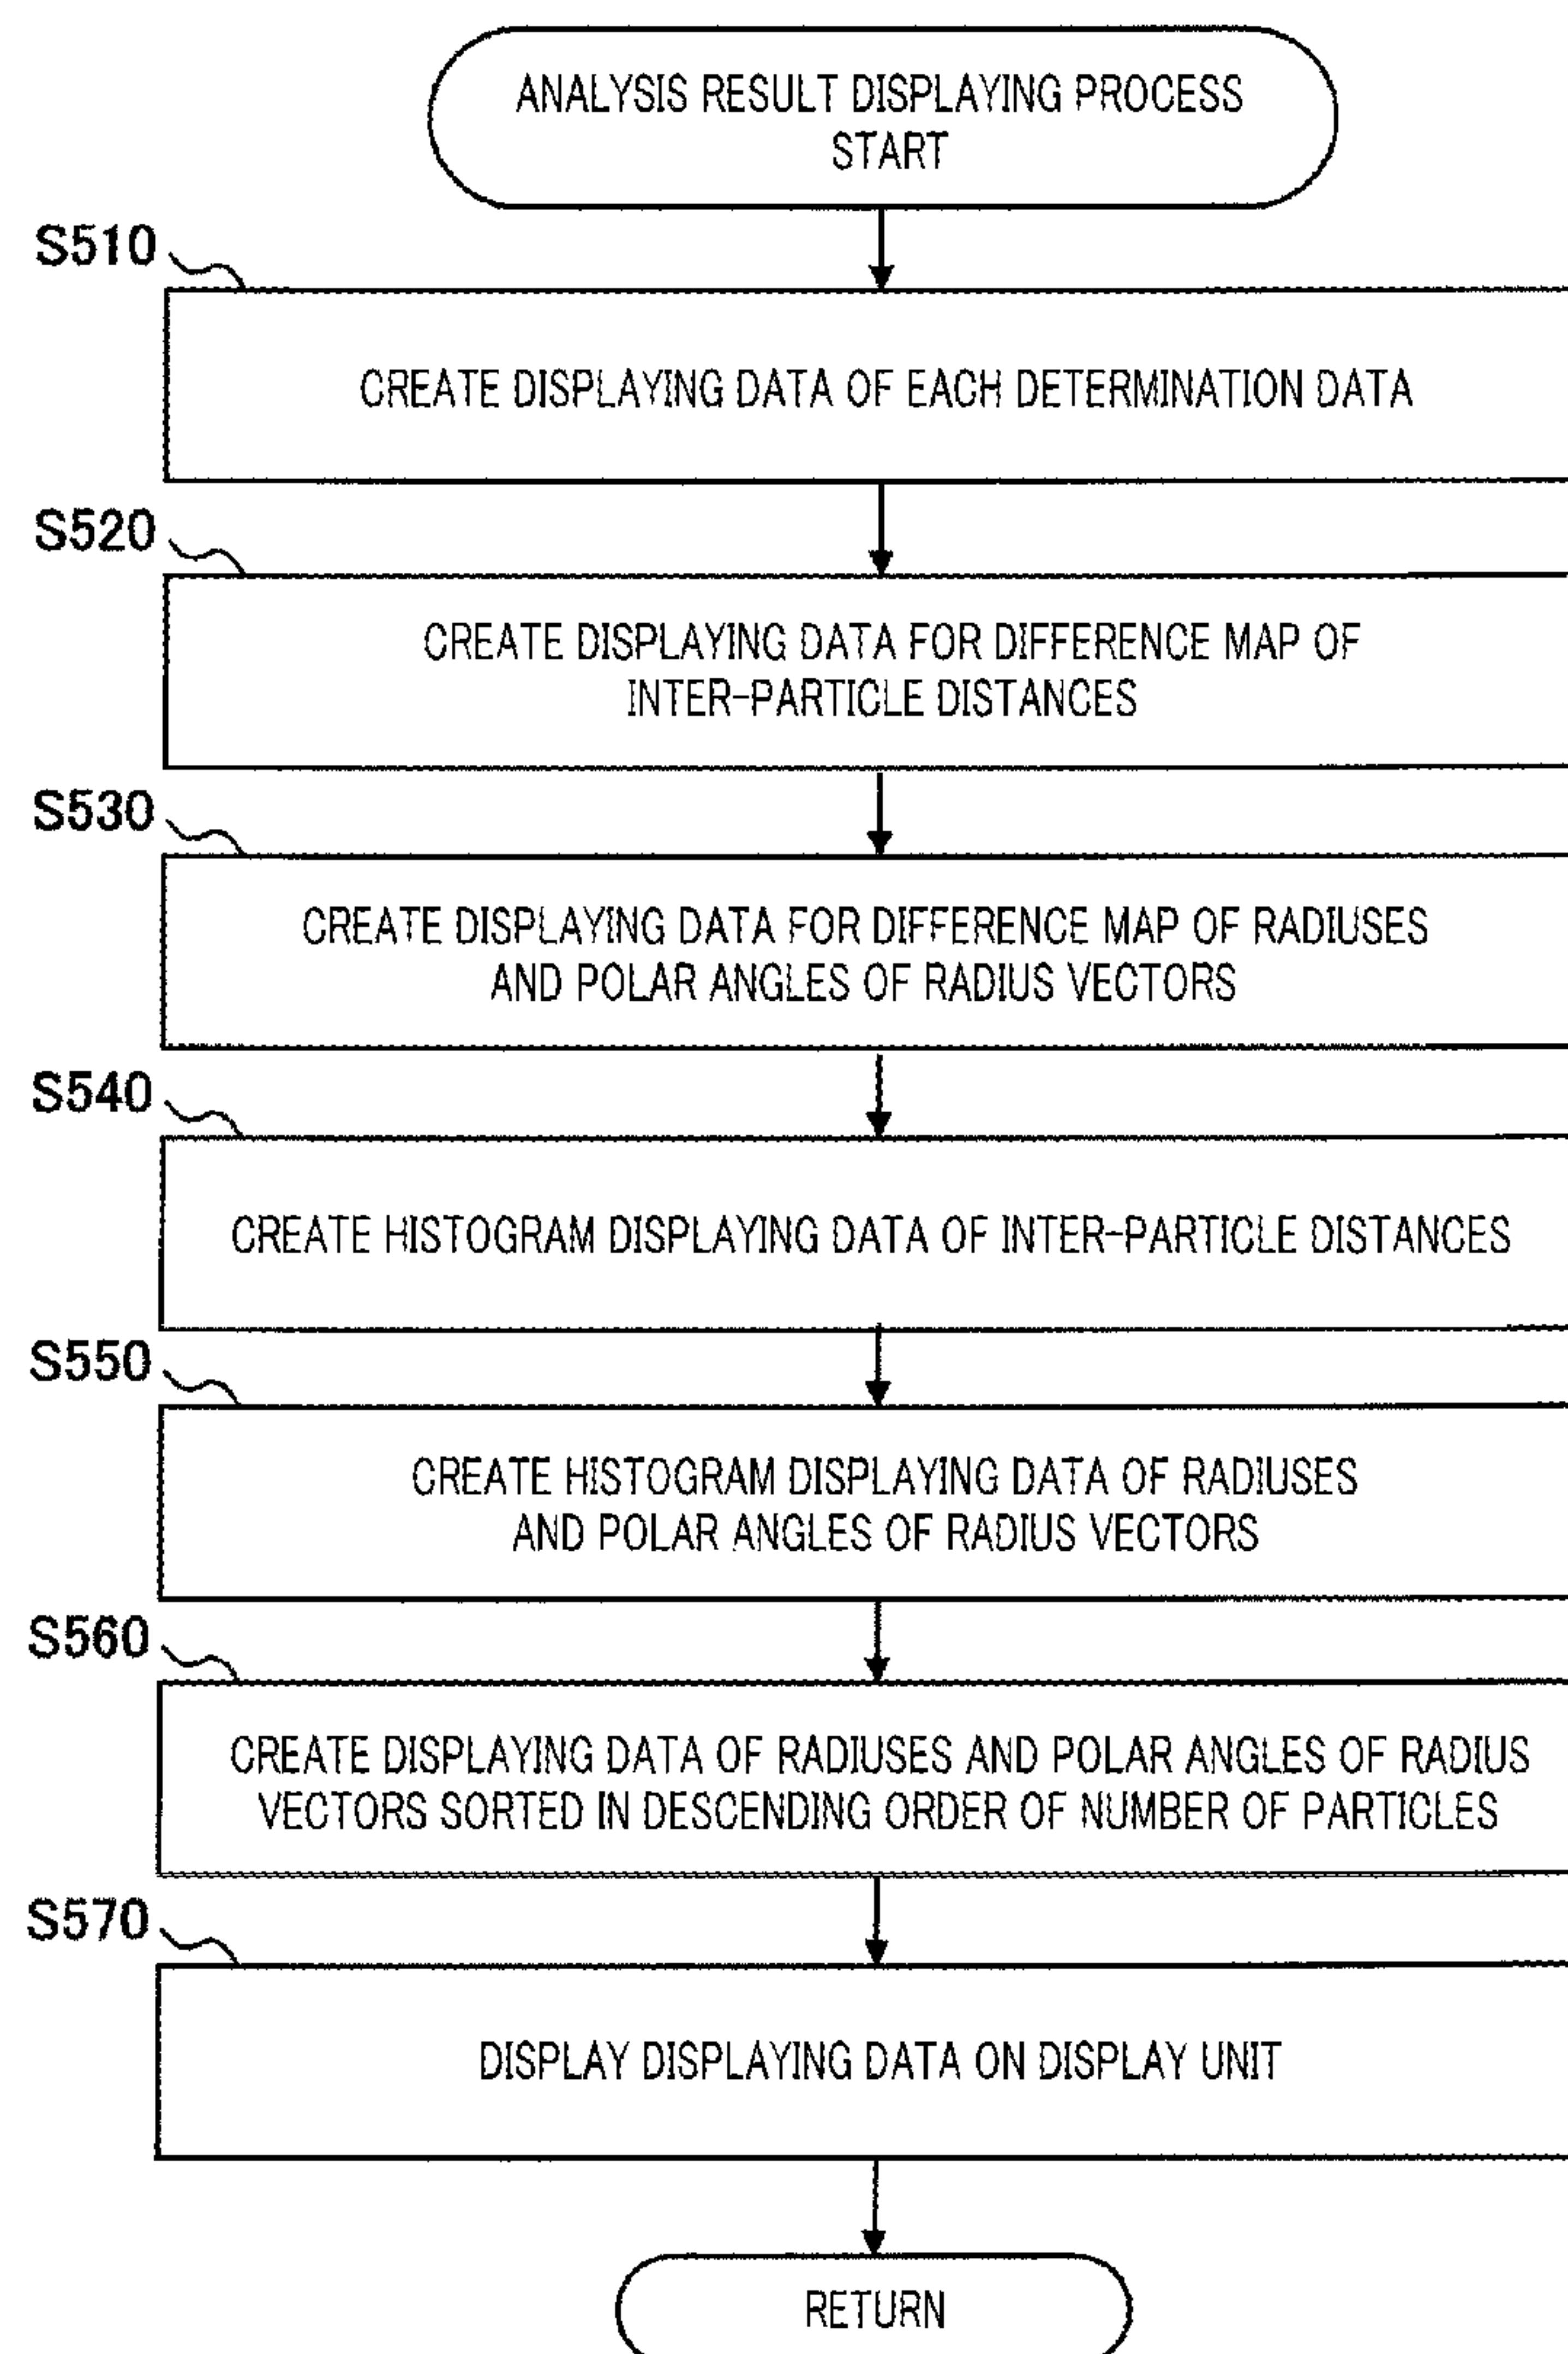 ANALYSIS RESULT DISPLAYING PROCESS
START
S510
CREATE DISPLAYING DATA OF EACH DETERMINATION DATA
S520
CREATE DISPLAYING DATA FOR DIFFERENCE MAP OF
INTER-PARTICLE DISTANCES
S530
CREATE DISPLAYING DATA FOR DIFFERENCE MAP OF RADIUSES
AND POLAR ANGLES OF RADIUS VECTORS
S540
CREATE HISTOGRAM DISPLAYING DATA OF INTER-PARTICLE DISTANCES
S550
CREATE HISTOGRAM DISPLAYING DATA OF RADIUSES
AND POLAR ANGLES OF RADIUS VECTORS
S560
CREATE DISPLAYING DATA OF RADIUSES AND POLAR ANGLES OF RADIUS
VECTORS SORTED IN DESCENDING ORDER OF NUMBER OF PARTICLES
S570
DISPLAY DISPLAYING DATA ON DISPLAY UNIT
RETURN